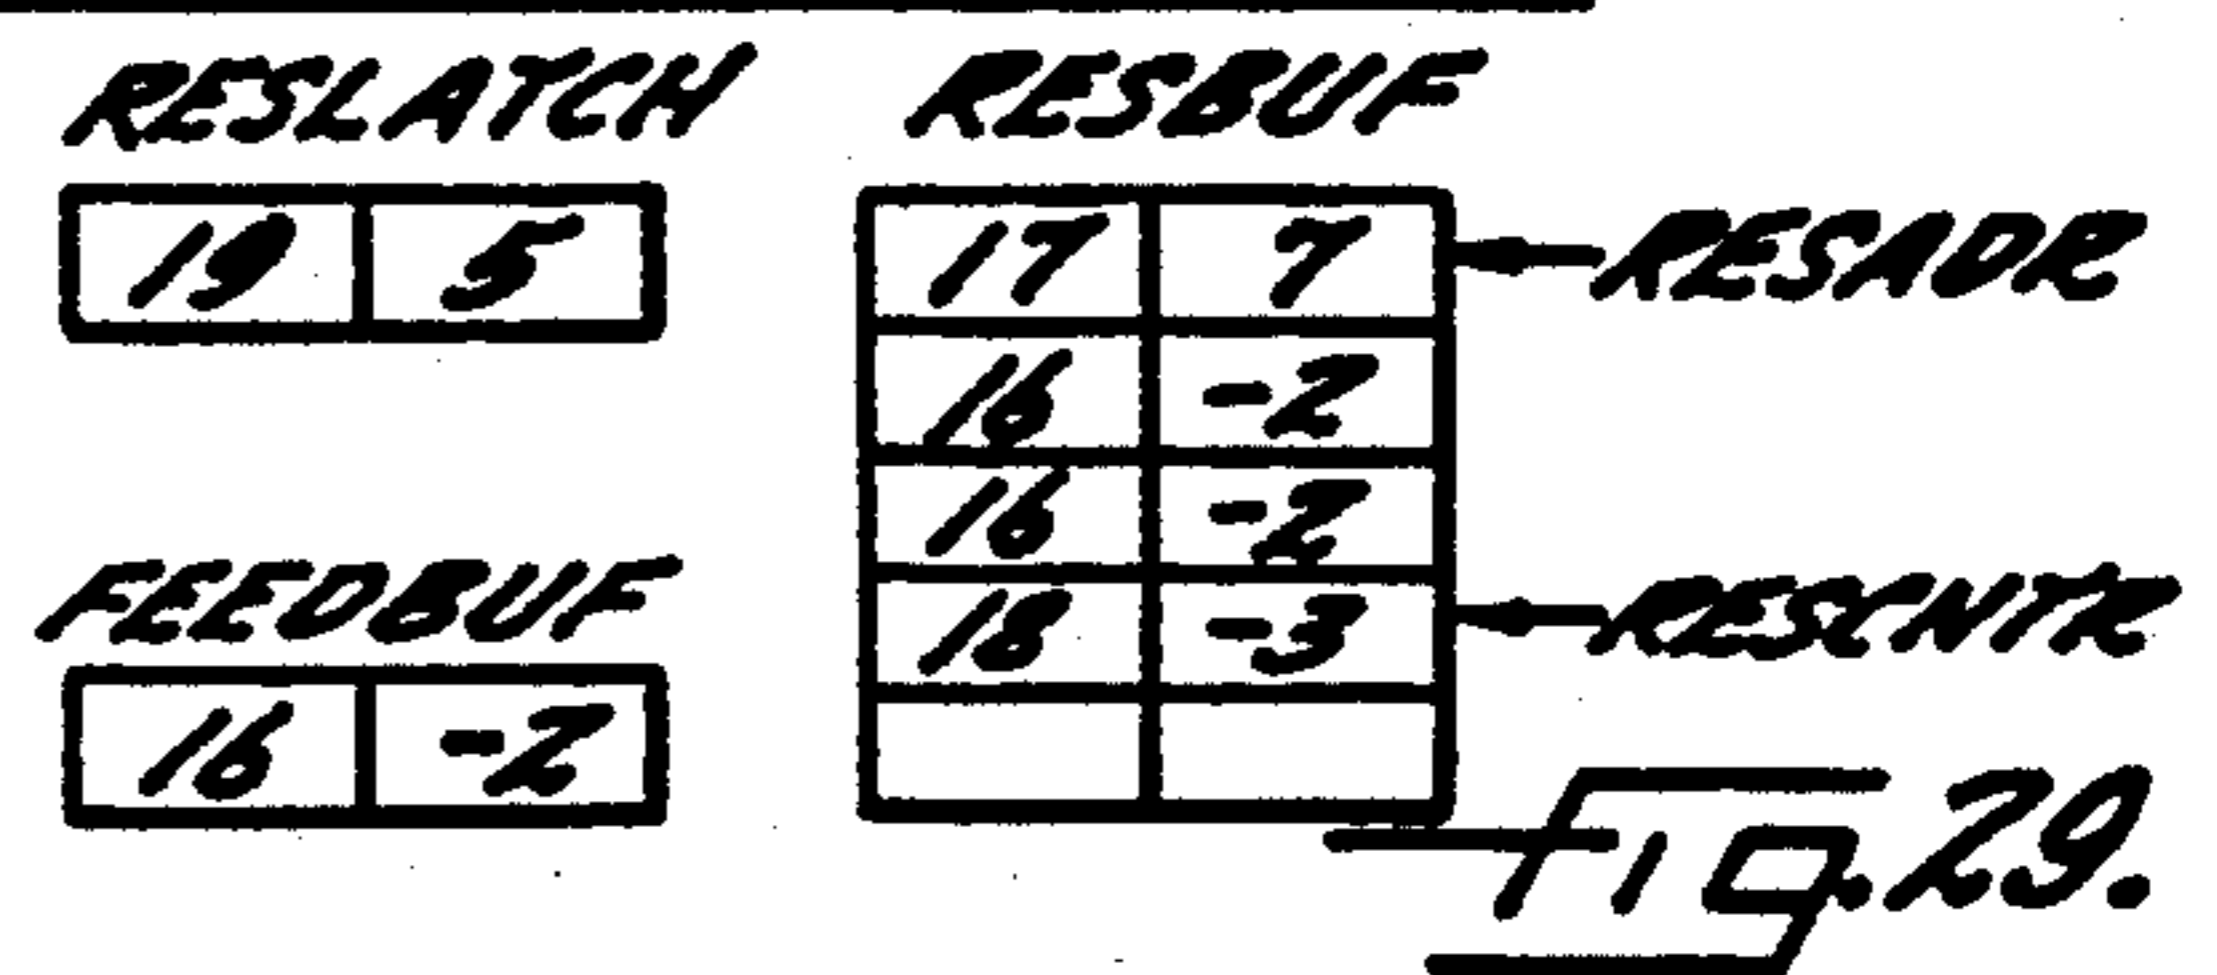 RESLATCH RESBUF
19 5 17 7 RESADR
16 -2
16 -2
FEEDBUF 18 -3 RESCNTR
16 -2
Fig. 29.